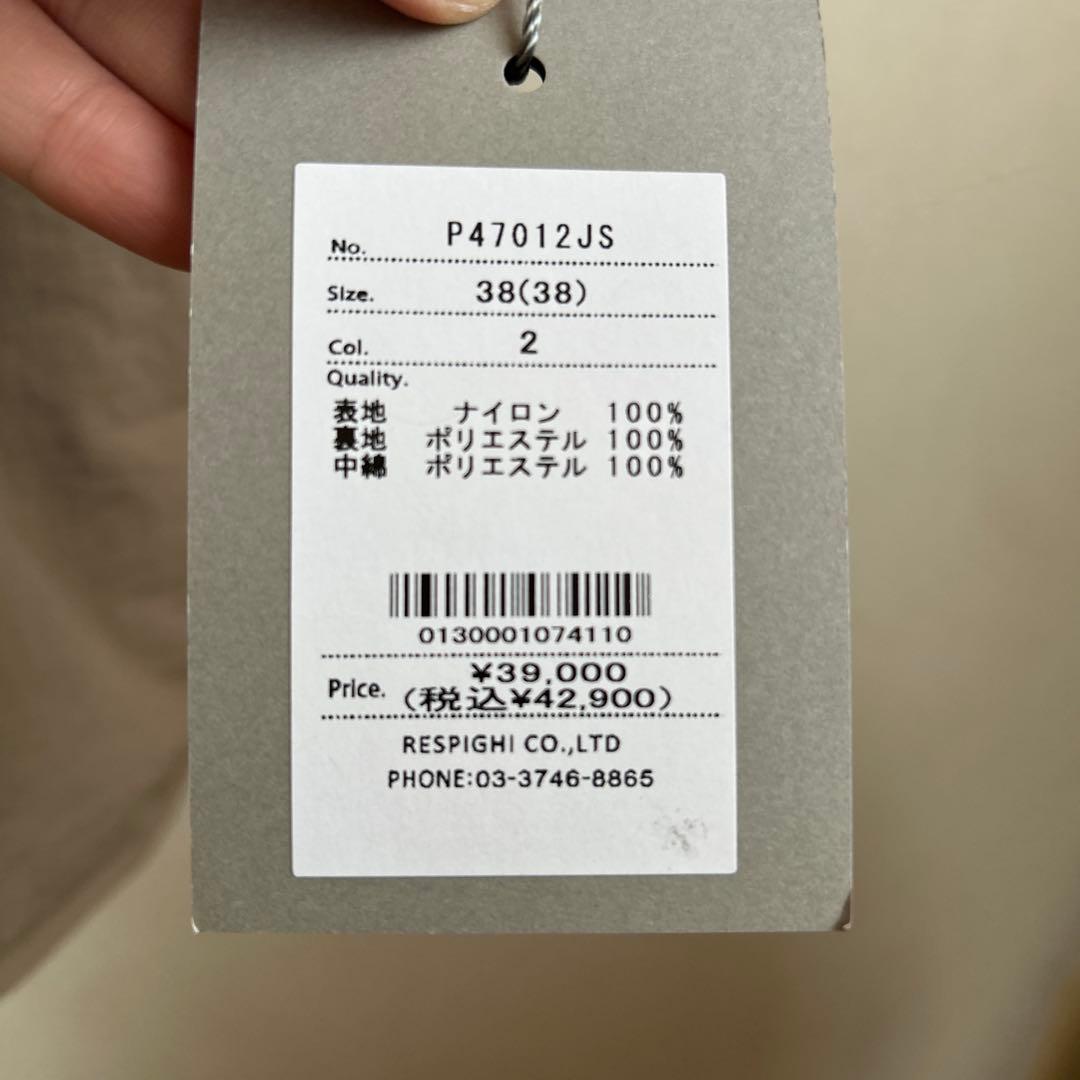 No. P47012JS
Size. 38(38)
Col. 2
Quality.
表地 ナイロン 100%
裏地 ポリエステル 100%
中綿 ポリエステル 100%
0130001074110
¥39,000
Price. (税込¥42,900)
RESPIGHI CO.,LTD
PHONE:03-3746-8865